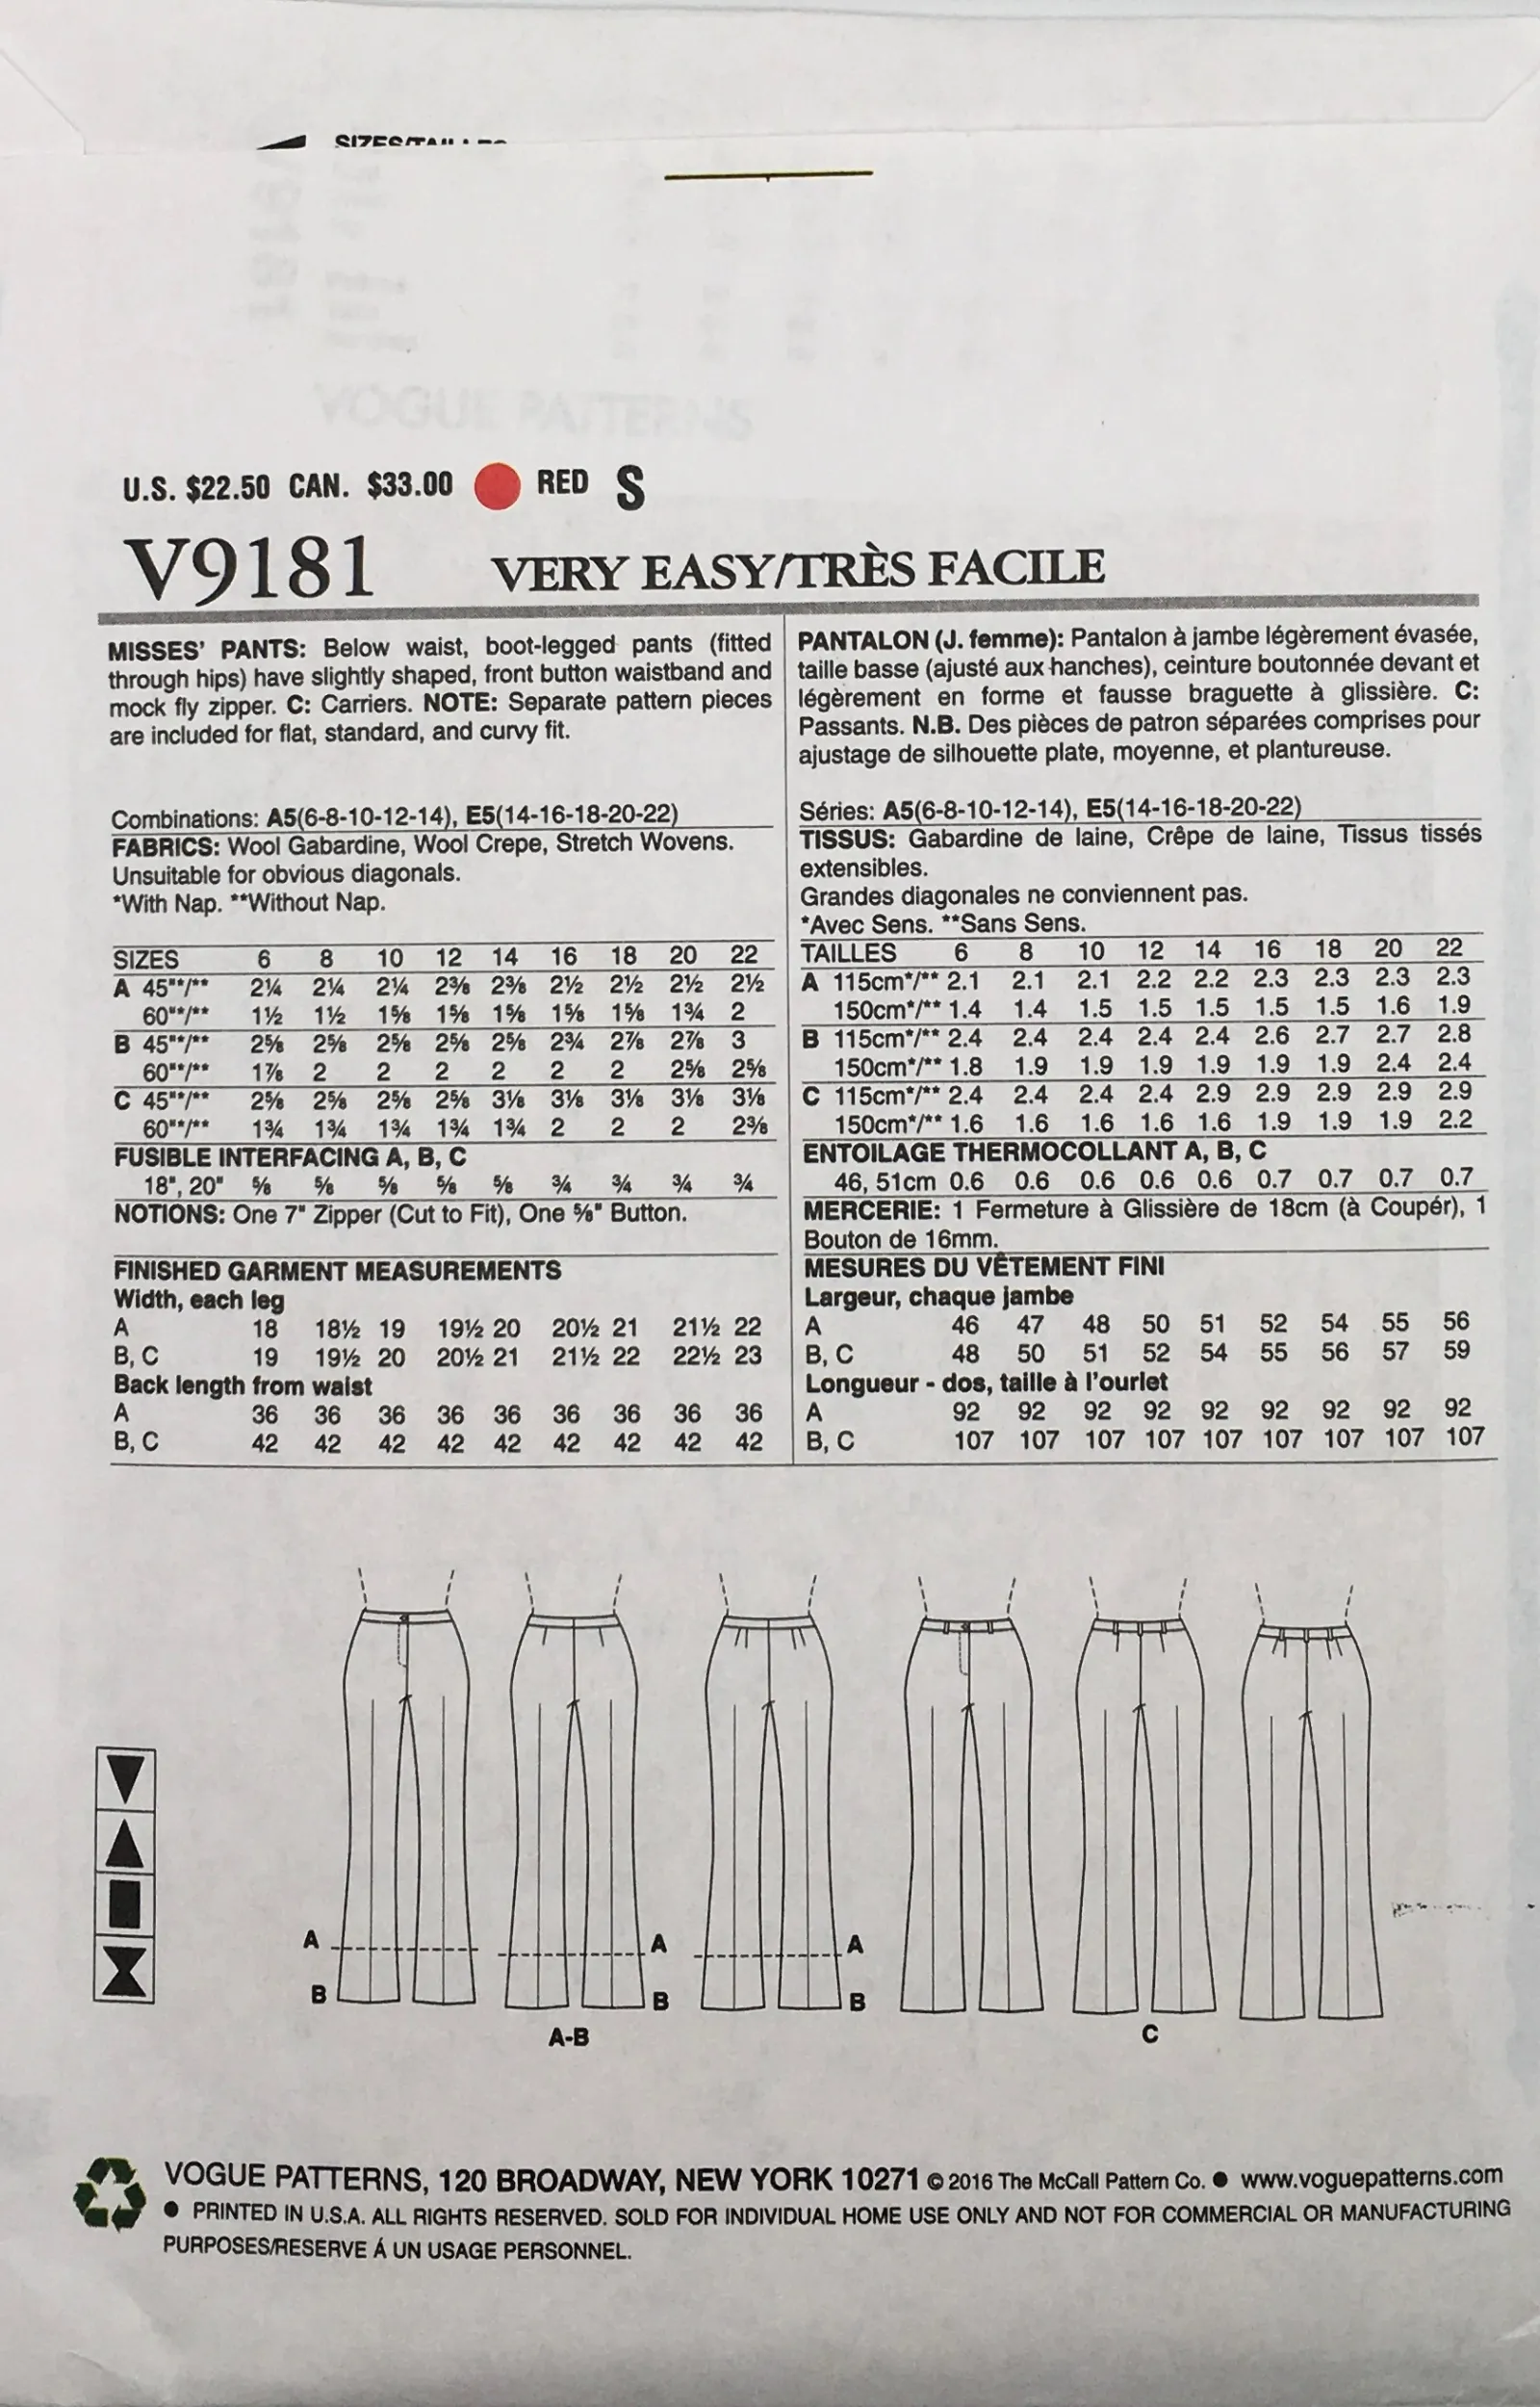 U.S. $22.50 CAN. $33.00 RED S
V9181 VERY EASY/TRÈS FACILE
MISSES' PANTS: Below waist, boot-legged pants (fitted
through hips) have slightly shaped, front button waistband and
mock fly zipper. C: Carriers. NOTE: Separate pattern pieces
are included for flat, standard, and curvy fit.
Combinations: A5(6-8-10-12-14), E5(14-16-18-20-22)
FABRICS: Wool Gabardine, Wool Crepe, Stretch Wovens.
Unsuitable for obvious diagonals.
*With Nap. **Without Nap.
SIZES 6 8 10 12 14 16 18 20 22
A 45"*/** 2¼ 2¼ 2¼ 2⅜ 2⅜ 2½ 2½ 2½ 2½
60"*/** 1½ 1½ 1⅝ 1⅝ 1⅝ 1⅝ 1⅝ 1¾ 2
B 45"*/** 2⅝ 2⅝ 2⅝ 2⅝ 2⅝ 2¾ 2⅞ 2⅞ 3
60"*/** 1⅞ 2 2 2 2 2 2 2⅝ 2⅝
C 45"*/** 2⅝ 2⅝ 2⅝ 2⅝ 3⅛ 3⅛ 3⅛ 3⅛ 3⅛
60"*/** 1¾ 1¾ 1¾ 1¾ 1¾ 2 2 2 2⅜
FUSIBLE INTERFACING A, B, C
18", 20" ⅝ ⅝ ⅝ ⅝ ⅝ ¾ ¾ ¾ ¾
NOTIONS: One 7" Zipper (Cut to Fit), One ⅝" Button.
FINISHED GARMENT MEASUREMENTS
Width, each leg
A 18 18½ 19 19½ 20 20½ 21 21½ 22
B, C 19 19½ 20 20½ 21 21½ 22 22½ 23
Back length from waist
A 36 36 36 36 36 36 36 36 36
B, C 42 42 42 42 42 42 42 42 42
PANTALON (J. femme): Pantalon à jambe légèrement évasée,
taille basse (ajusté aux hanches), ceinture boutonnée devant et
légèrement en forme et fausse braguette à glissière. C:
Passants. N.B. Des pièces de patron séparées comprises pour
ajustage de silhouette plate, moyenne, et plantureuse.
Séries: A5(6-8-10-12-14), E5(14-16-18-20-22)
TISSUS: Gabardine de laine, Crêpe de laine, Tissus tissés
extensibles.
Grandes diagonales ne conviennent pas.
*Avec Sens. **Sans Sens.
TAILLES 6 8 10 12 14 16 18 20 22
A 115cm*/** 2.1 2.1 2.1 2.2 2.2 2.3 2.3 2.3 2.3
150cm*/** 1.4 1.4 1.5 1.5 1.5 1.5 1.5 1.6 1.9
B 115cm*/** 2.4 2.4 2.4 2.4 2.4 2.6 2.7 2.7 2.8
150cm*/** 1.8 1.9 1.9 1.9 1.9 1.9 1.9 2.4 2.4
C 115cm*/** 2.4 2.4 2.4 2.4 2.9 2.9 2.9 2.9 2.9
150cm*/** 1.6 1.6 1.6 1.6 1.6 1.9 1.9 1.9 2.2
ENTOILAGE THERMOCOLLANT A, B, C
46, 51cm 0.6 0.6 0.6 0.6 0.6 0.7 0.7 0.7 0.7
MERCERIE: 1 Fermeture à Glissière de 18cm (à Coupér), 1
Bouton de 16mm.
MESURES DU VÊTEMENT FINI
Largeur, chaque jambe
A 46 47 48 50 51 52 54 55 56
B, C 48 50 51 52 54 55 56 57 59
Longueur - dos, taille à l'ourlet
A 92 92 92 92 92 92 92 92 92
B, C 107 107 107 107 107 107 107 107 107
A A A
B B B
A-B C
VOGUE PATTERNS, 120 BROADWAY, NEW YORK 10271 © 2016 The McCall Pattern Co. ● www.voguepatterns.com
● PRINTED IN U.S.A. ALL RIGHTS RESERVED. SOLD FOR INDIVIDUAL HOME USE ONLY AND NOT FOR COMMERCIAL OR MANUFACTURING
PURPOSES/RESERVE Á UN USAGE PERSONNEL.